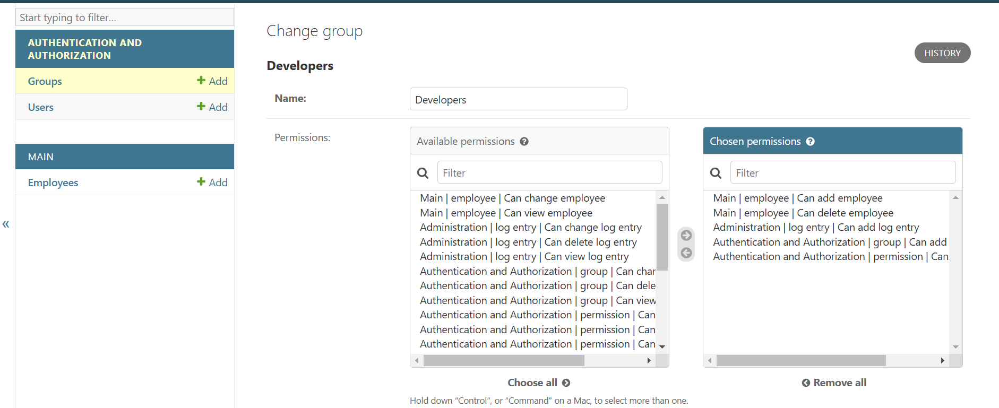 Start typing to filter...
AUTHENTICATION AND
AUTHORIZATION
Groups
Add
Users
Add
MAIN
Employees
Add
«
Change group
HISTORY
Developers
Name:
Developers
Permissions:
Available permissions ?
Filter
Main | employee | Can change employee
Main | employee | Can view employee
Administration | log entry | Can change log entry
Administration | log entry | Can delete log entry
Administration | log entry | Can view log entry
Authentication and Authorization | group | Can char
Authentication and Authorization | group | Can dele
Authentication and Authorization | group | Can view
Authentication and Authorization | permission | Can
Authentication and Authorization | permission | Can
Authentication and Authorization | permission | Can
Choose all
Chosen permissions ?
Filter
Main | employee | Can add employee
Main | employee | Can delete employee
Administration | log entry | Can add log entry
Authentication and Authorization | group | Can add
Authentication and Authorization | permission | Can
Remove all
Hold down “Control”, or “Command” on a Mac, to select more than one.